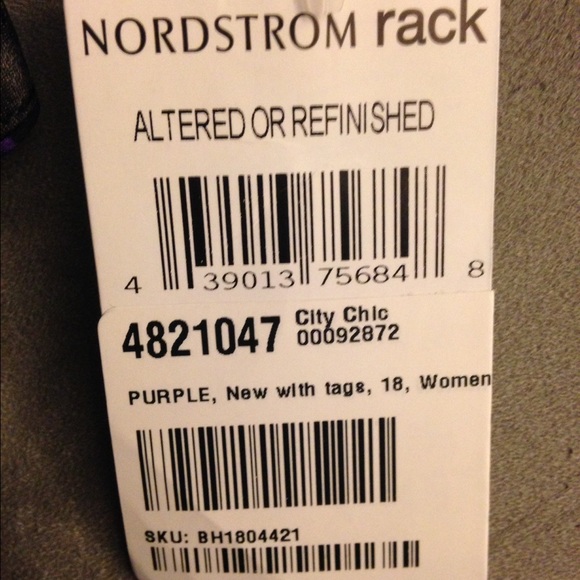 NORDSTROM rack
ALTERED OR REFINISHED
4 39013 75684 8
4821047 City Chic
00092872
PURPLE, New with tags, 18, Women
SKU: BH1804421